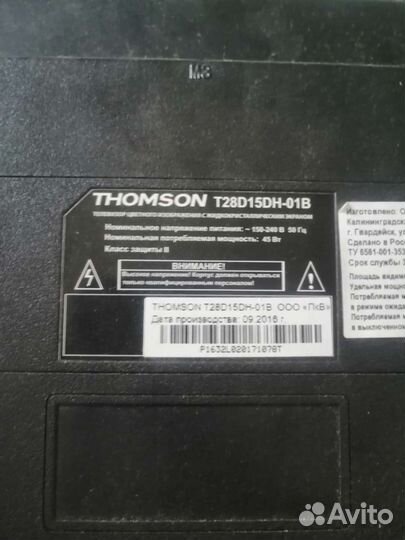 M3
THOMSON T28D15DH-01B
ТЕЛЕВИЗОР ЦВЕТНОГО ИЗОБРАЖЕНИЯ С ЖИДКОКРИСТАЛЛИЧЕСКИМ ЭКРАНОМ
Номинальное напряжение питания: ~ 150-240 В 50 Гц
Номинальная потребляемая мощность: 45 Вт
Класс защиты II
ВНИМАНИЕ!
Высокое напряжение! Корпус должен открываться
только квалифицированным персоналом!
THOMSON T28D15DH-01B ООО «ПкВ»
Дата производства: 09.2016 г.
P1632L020171078T
Изготовлено: О
Калининградская
г. Гвардейск, ул
Сделано в Росс
ТУ 6581-001-353
Срок службы
Площадь видим
Удельная мощно
Потребляемая м
в режиме ожида
Потребляемая м
в выключенном
Avito